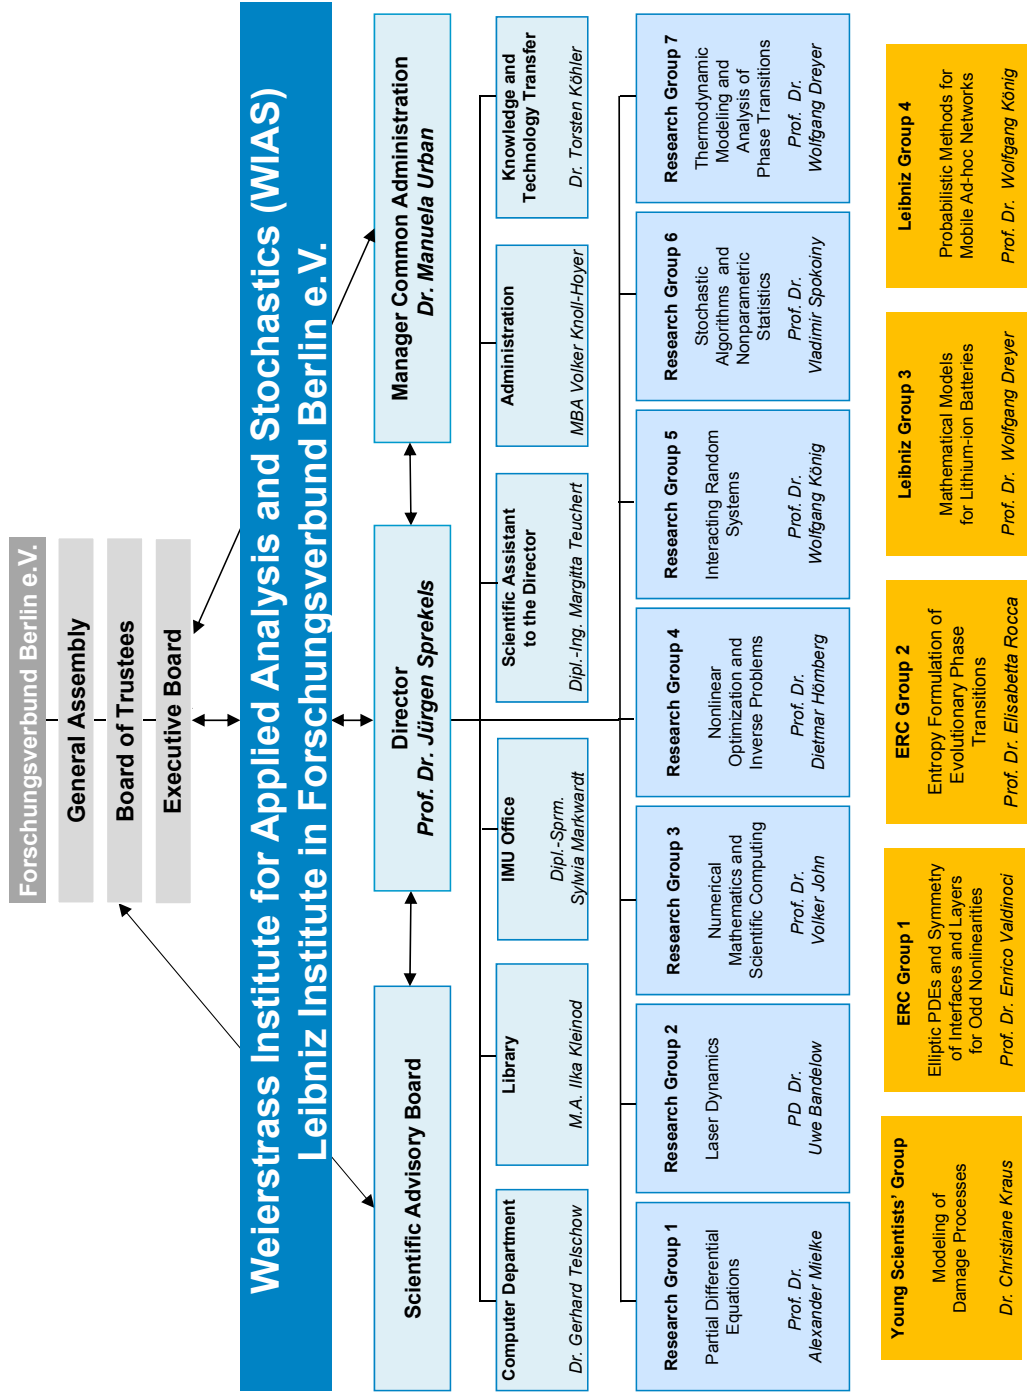 Forschungsverbund Berlin e.V.
General Assembly
Board of Trustees
Executive Board
Weierstrass Institute for Applied Analysis and Stochastics (WIAS)
Leibniz Institute in Forschungsverbund Berlin e.V.
Scientific Advisory Board
Director
Prof. Dr. Jürgen Sprekels
Manager Common Administration
Dr. Manuela Urban
Computer Department
Dr. Gerhard Telschow
Library
M.A. Ilka Kleinod
IMU Office
Dipl.-Sprm.
Sylwia Markwardt
Scientific Assistant
to the Director
Dipl.-Ing. Margitta Teuchert
Administration
MBA Volker Knoll-Hoyer
Knowledge and
Technology Transfer
Dr. Torsten Köhler
Research Group 1
Partial Differential
Equations
Prof. Dr.
Alexander Mielke
Research Group 2
Laser Dynamics
PD Dr.
Uwe Bandelow
Research Group 3
Numerical
Mathematics and
Scientific Computing
Prof. Dr.
Volker John
Research Group 4
Nonlinear
Optimization and
Inverse Problems
Prof. Dr.
Dietmar Hömberg
Research Group 5
Interacting Random
Systems
Prof. Dr.
Wolfgang König
Research Group 6
Stochastic
Algorithms and
Nonparametric
Statistics
Prof. Dr.
Vladimir Spokoiny
Research Group 7
Thermodynamic
Modeling and
Analysis of
Phase Transitions
Prof. Dr.
Wolfgang Dreyer
Young Scientists' Group
Modeling of
Damage Processes
Dr. Christiane Kraus
ERC Group 1
Elliptic PDEs and Symmetry
of Interfaces and Layers
for Odd Nonlinearities
Prof. Dr. Enrico Valdinoci
ERC Group 2
Entropy Formulation of
Evolutionary Phase
Transitions
Prof. Dr. Elisabetta Rocca
Leibniz Group 3
Mathematical Models
for Lithium-ion Batteries
Prof. Dr. Wolfgang Dreyer
Leibniz Group 4
Probabilistic Methods for
Mobile Ad-hoc Networks
Prof. Dr. Wolfgang König